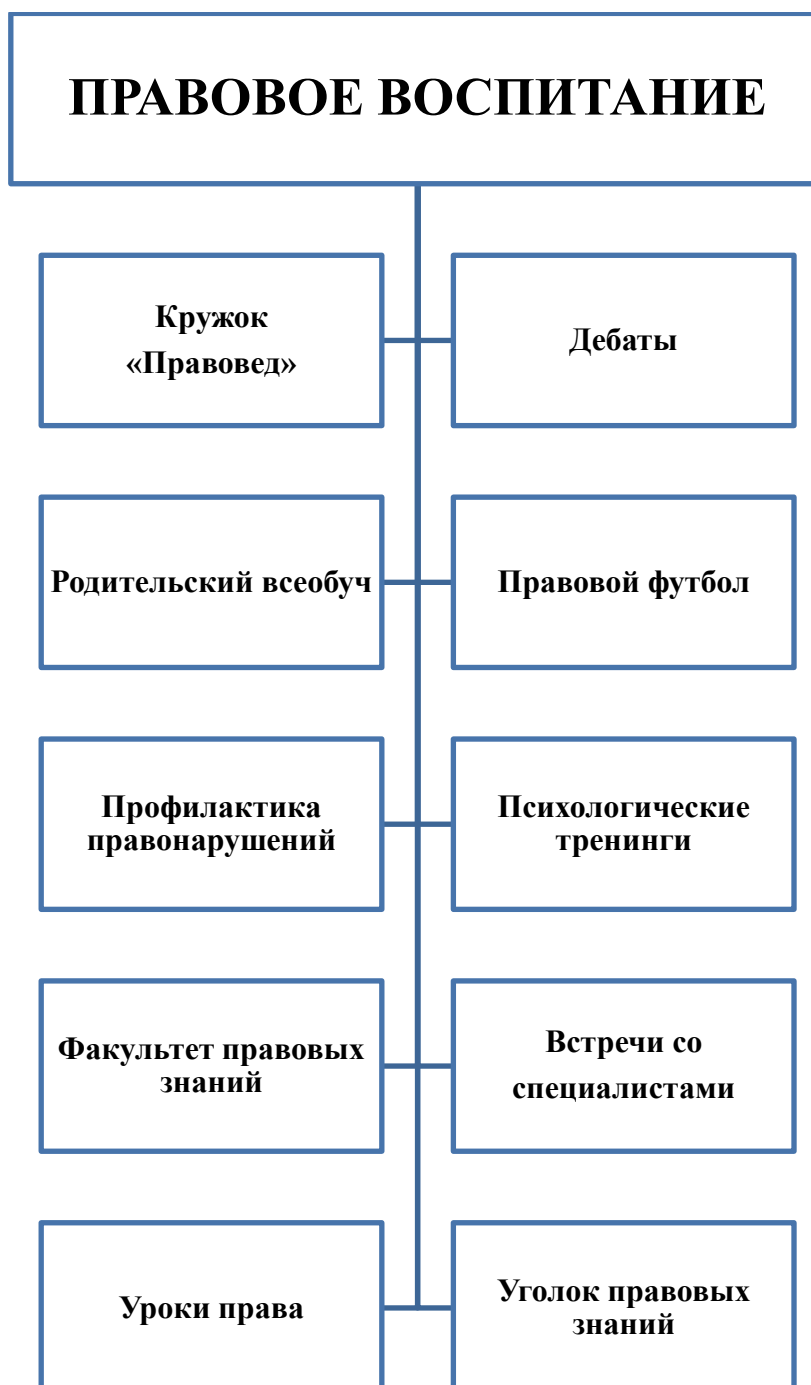 ПРАВОВОЕ ВОСПИТАНИЕ
Кружок
«Правовед»
Дебаты
Родительский всеобуч
Правовой футбол
Профилактика
правонарушений
Психологические
тренинги
Факультет правовых
знаний
Встречи со
специалистами
Уроки права
Уголок правовых
знаний